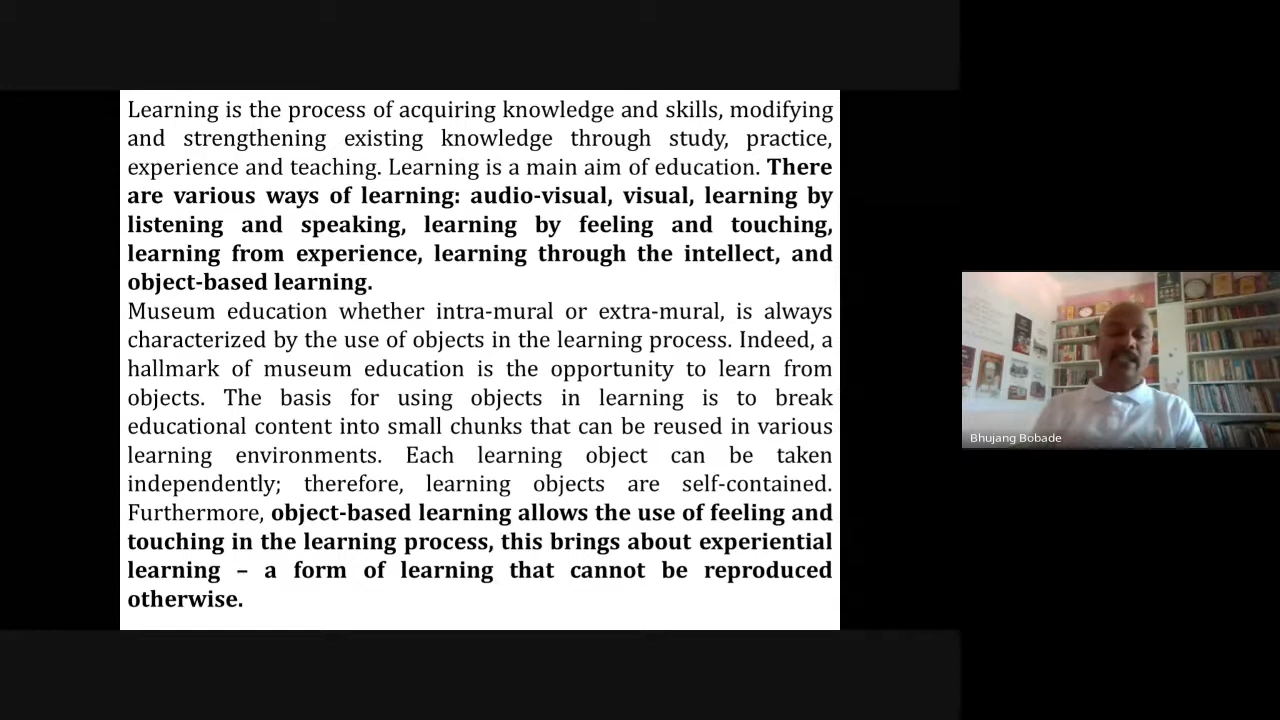 Learning is the process of acquiring knowledge and skills, modifying
and strengthening existing knowledge through study, practice,
experience and teaching. Learning is a main aim of education. There
are various ways of learning: audio-visual, visual, learning by
listening and speaking, learning by feeling and touching,
learning from experience, learning through the intellect, and
object-based learning.
Museum education whether intra-mural or extra-mural, is always
characterized by the use of objects in the learning process. Indeed, a
hallmark of museum education is the opportunity to learn from
objects. The basis for using objects in learning is to break
educational content into small chunks that can be reused in various
learning environments. Each learning object can be taken
independently; therefore, learning objects are self-contained.
Furthermore, object-based learning allows the use of feeling and
touching in the learning process, this brings about experiential
learning – a form of learning that cannot be reproduced
otherwise.
Bhujang Bobade